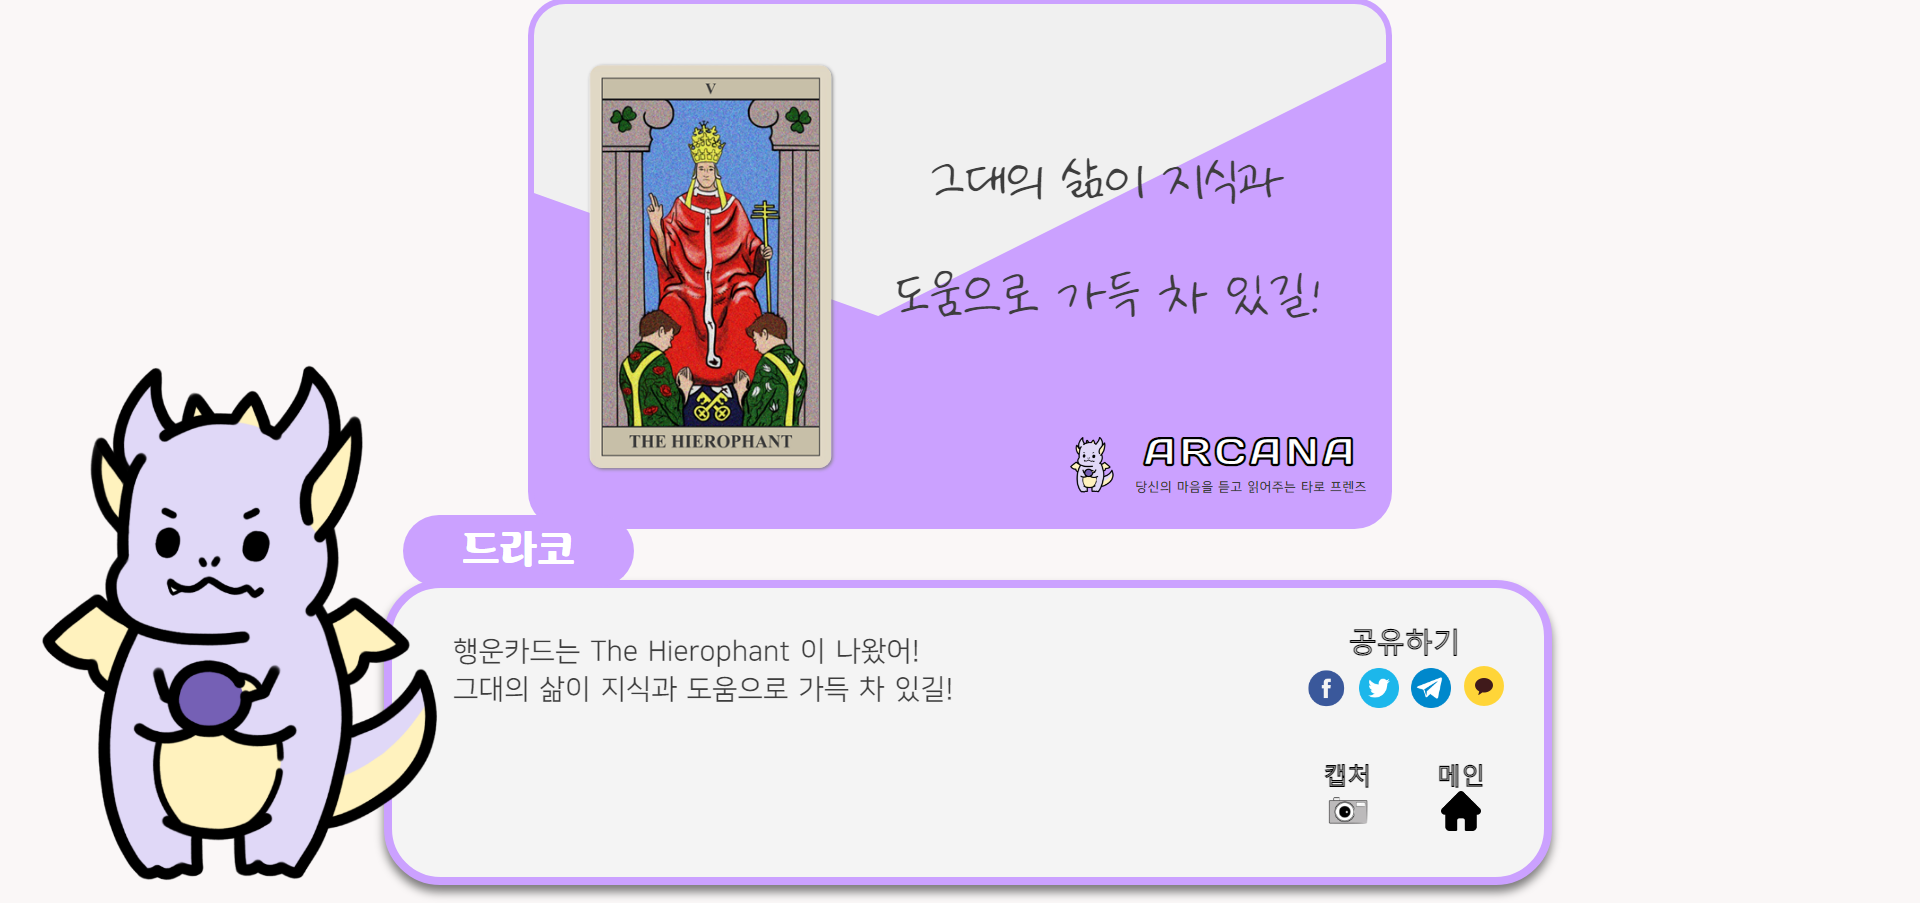 V
THE HIEROPHANT
그대의 삶이 지식과
도움으로 가득 차 있길!
ARCANA
당신의 마음을 듣고 읽어주는 타로 프렌즈
드라코
행운카드는 The Hierophant 이 나왔어!
그대의 삶이 지식과 도움으로 가득 차 있길!
공유하기
캡처
메인